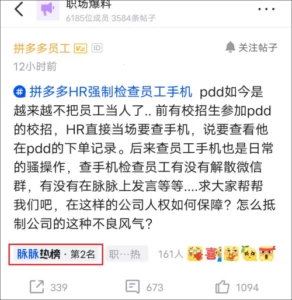 职场爆料
6185位成员 3584条帖子
拼多多员工
关注帖子
12小时前
#拼多多HR强制检查员工手机 pdd如今是
越来越不把员工当人了.. 前有校招生参加pdd
的校招，HR直接当场要查手机，说要查看他
在pdd的下单记录。后来查员工手机也是日常
的骚操作，查手机检查员工有没有解散微信
群，有没有在脉脉上发言等等....求大家帮帮
我们吧，在这样的公司人权如何保障？怎么抵
制公司的这种不良风气？
脉脉热榜·第2名
职…热
161人
339
673
1094